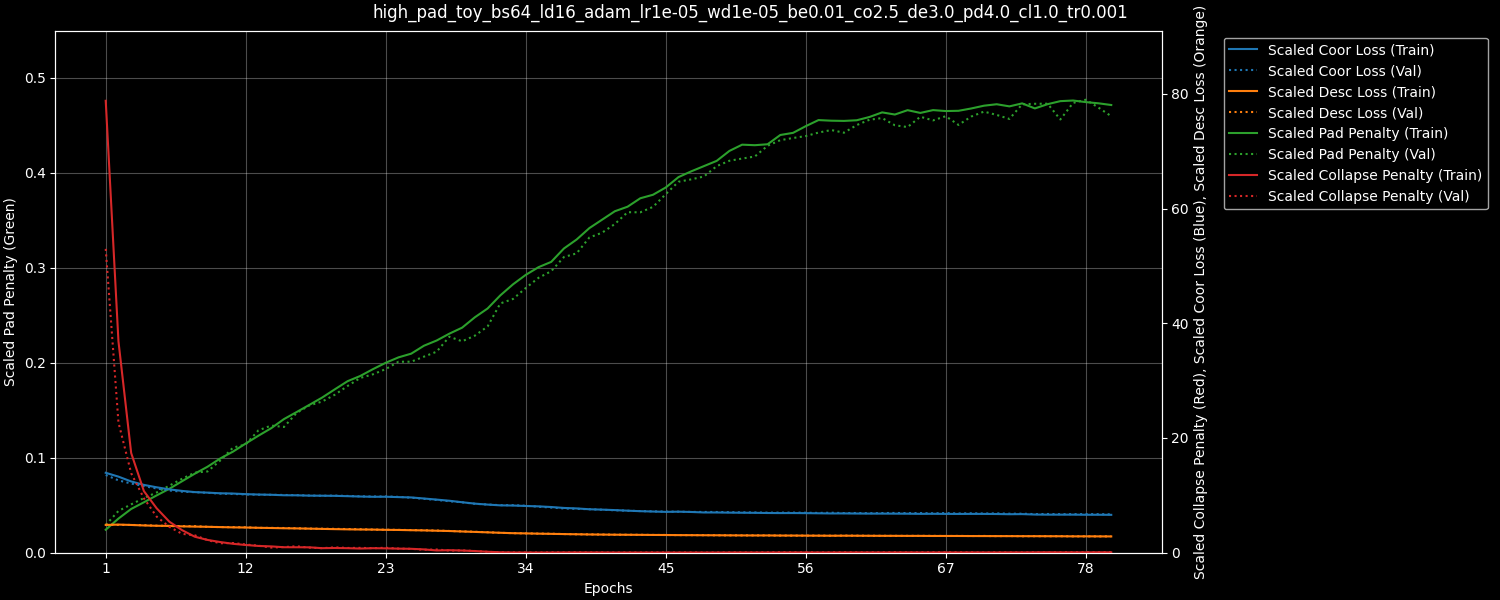 high_pad_toy_bs64_ld16_adam_lr1e-05_wd1e-05_be0.01_co2.5_de3.0_pd4.0_cl1.0_tr0.001
Scaled Pad Penalty (Green)
0.5
0.4
0.3
0.2
0.1
0.0
1
12
23
34
45
56
67
78
Epochs
80
60
40
20
0
Scaled Collapse Penalty (Red), Scaled Coor Loss (Blue), Scaled Desc Loss (Orange)
Scaled Coor Loss (Train)
Scaled Coor Loss (Val)
Scaled Desc Loss (Train)
Scaled Desc Loss (Val)
Scaled Pad Penalty (Train)
Scaled Pad Penalty (Val)
Scaled Collapse Penalty (Train)
Scaled Collapse Penalty (Val)